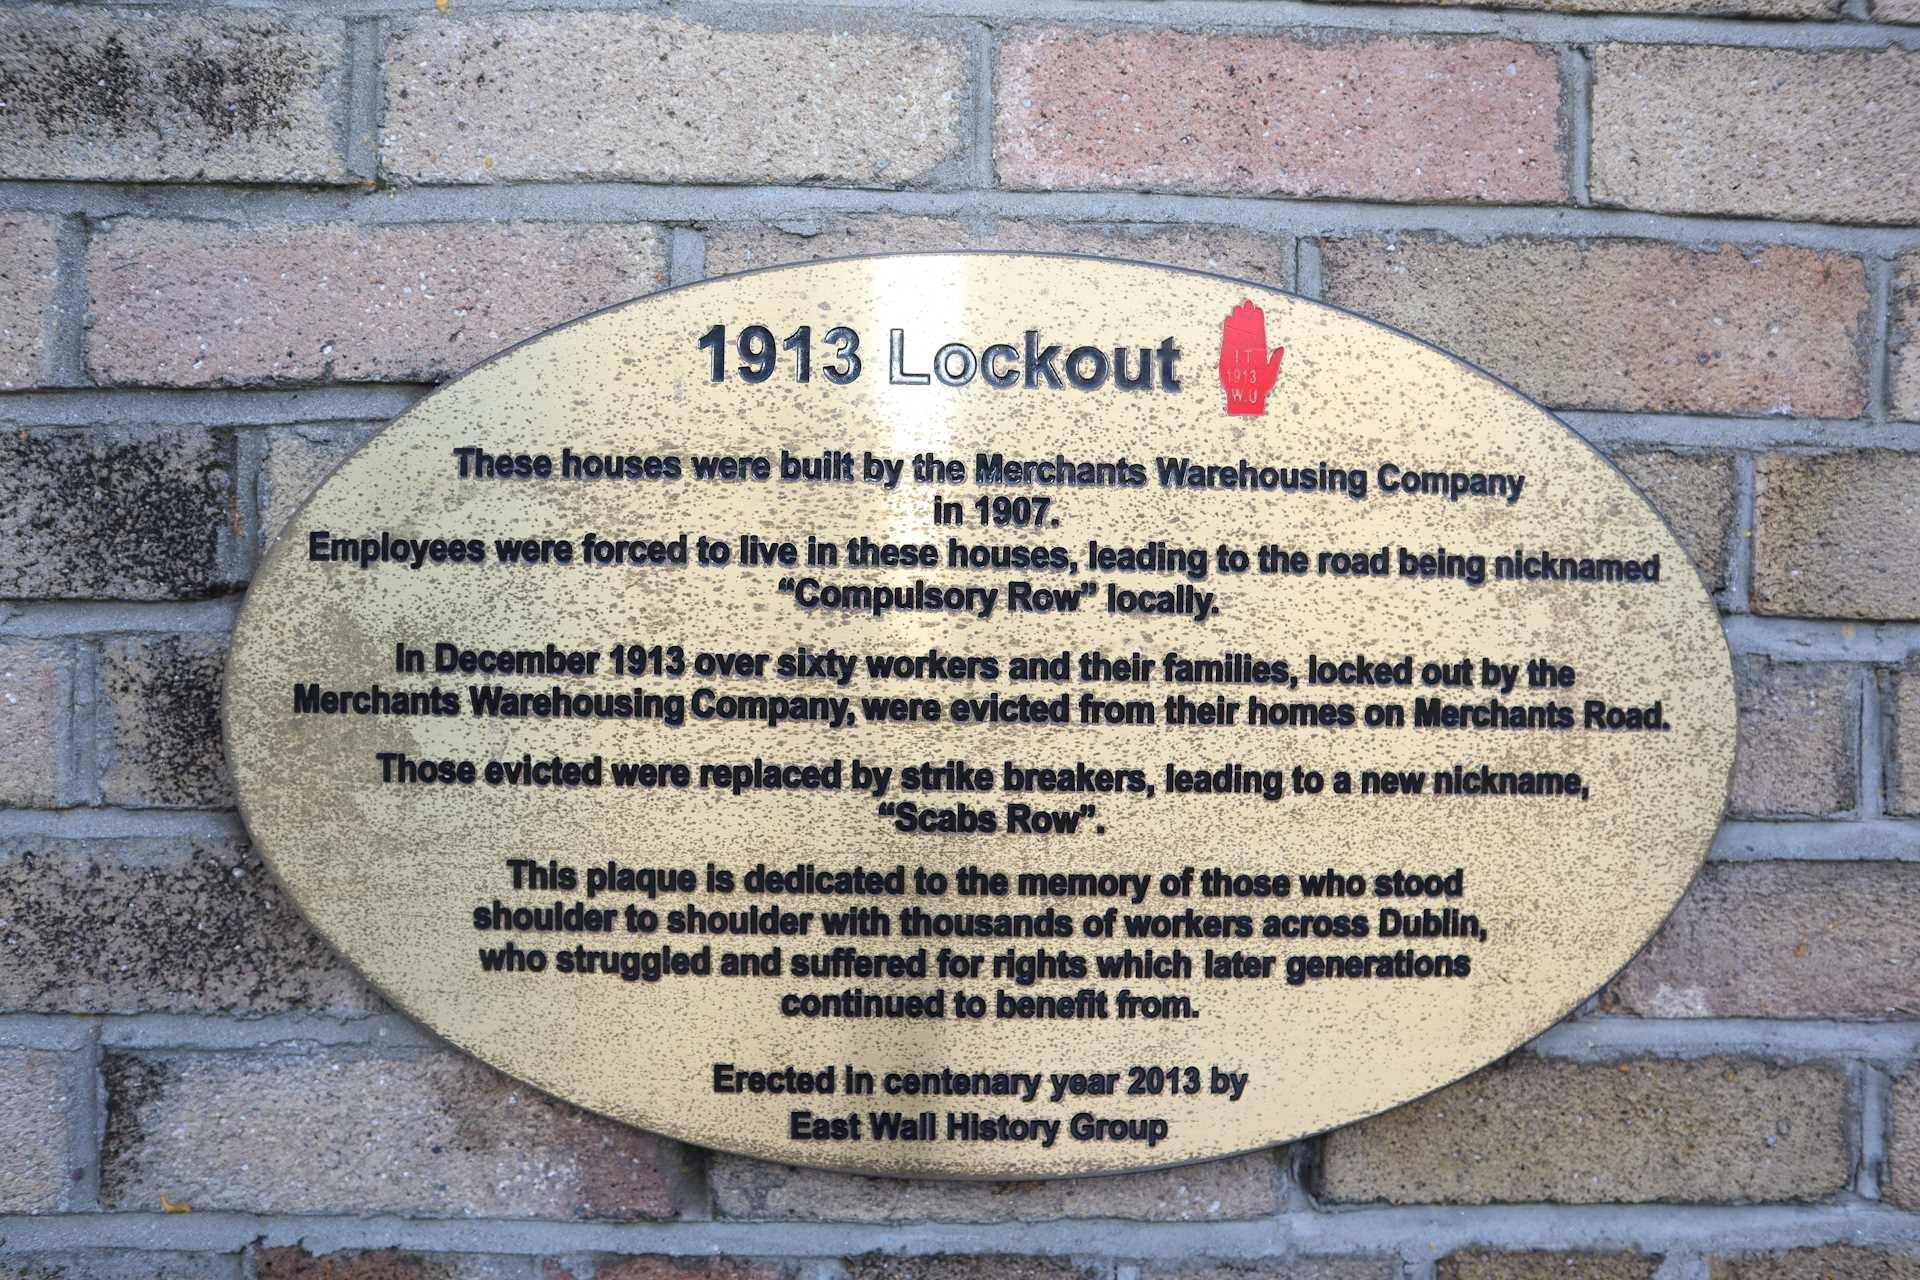 1913 Lockout
I T
1913
W.U
These houses were built by the Merchants Warehousing Company
in 1907.
Employees were forced to live in these houses, leading to the road being nicknamed
“Compulsory Row” locally.
In December 1913 over sixty workers and their families, locked out by the
Merchants Warehousing Company, were evicted from their homes on Merchants Road.
Those evicted were replaced by strike breakers, leading to a new nickname,
“Scabs Row”.
This plaque is dedicated to the memory of those who stood
shoulder to shoulder with thousands of workers across Dublin,
who struggled and suffered for rights which later generations
continued to benefit from.
Erected in centenary year 2013 by
East Wall History Group